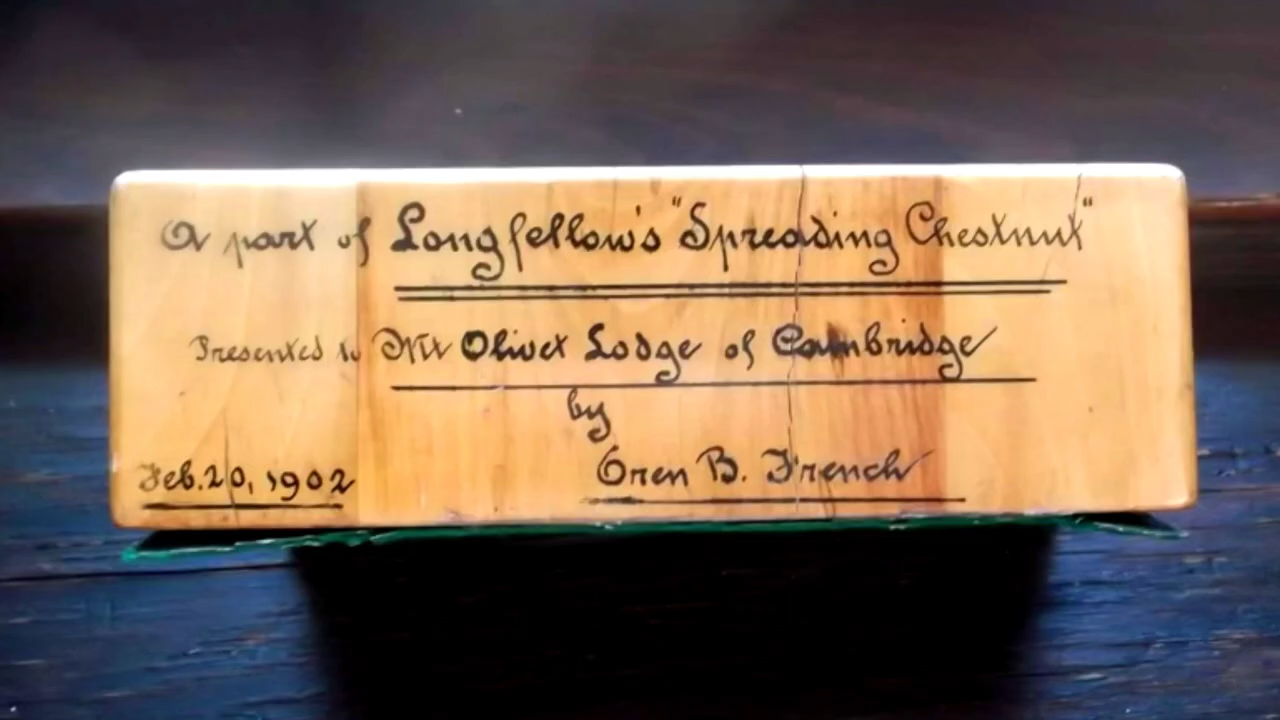 A part of Longfellow's "Spreading Chestnut"
Presented to Mt Olivet Lodge of Cambridge
by
Oren B. French
Feb. 20, 1902